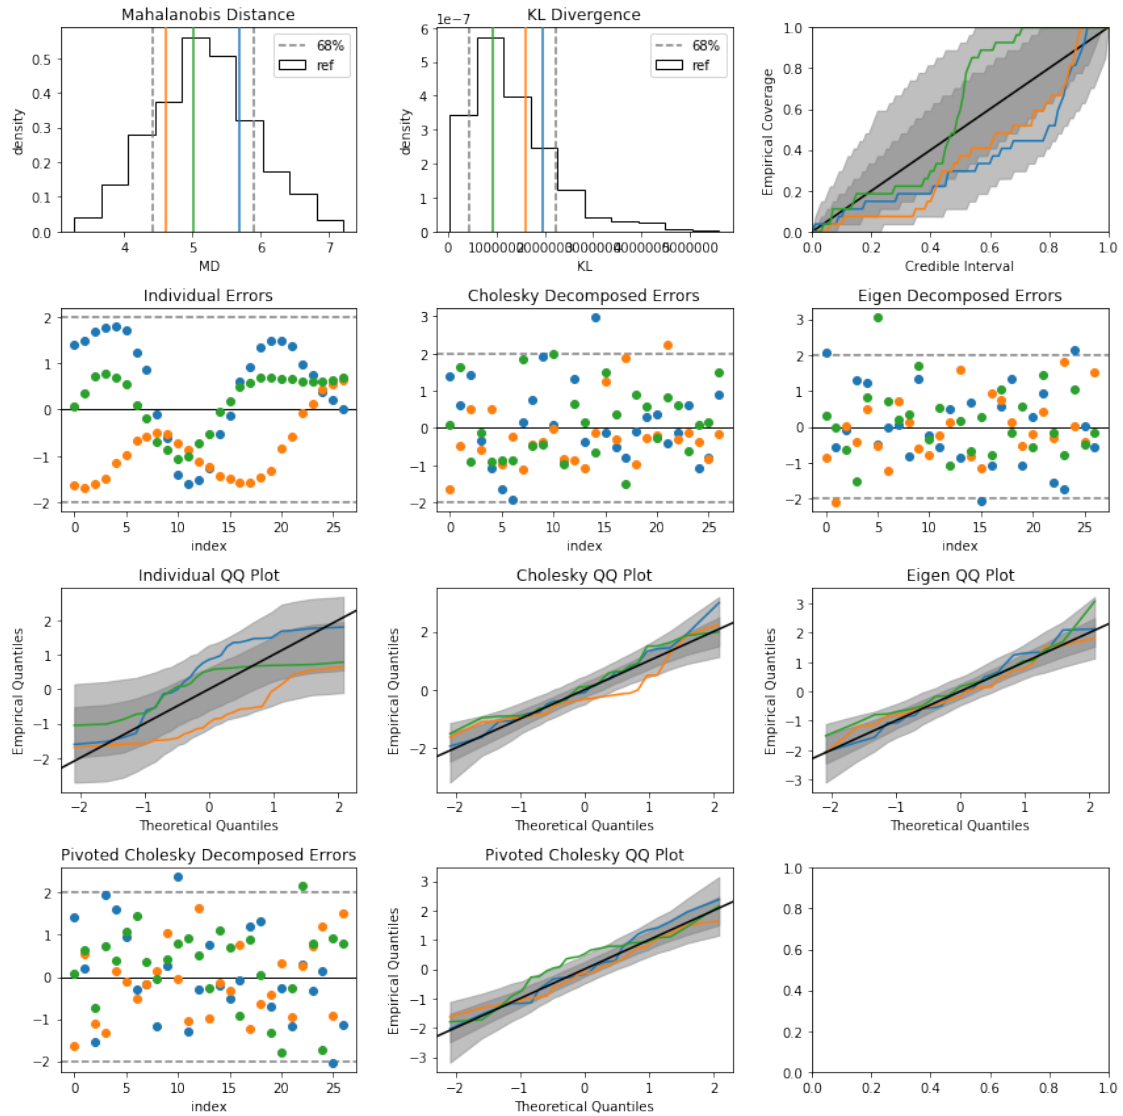 Mahalanobis Distance
density
0.5
0.4
0.3
0.2
0.1
0.0
68%
ref
4 5 6 7
MD
KL Divergence
1e−7
density
6
5
4
3
2
1
0
68%
ref
0 1000000 2000000 3000000 4000000 5000000
KL
Empirical Coverage
1.0
0.8
0.6
0.4
0.2
0.0
0.0 0.2 0.4 0.6 0.8 1.0
Credible Interval
Individual Errors
2
1
0
−1
−2
0 5 10 15 20 25
index
Cholesky Decomposed Errors
3
2
1
0
−1
−2
0 5 10 15 20 25
index
Eigen Decomposed Errors
3
2
1
0
−1
−2
0 5 10 15 20 25
index
Individual QQ Plot
Empirical Quantiles
2
1
0
−1
−2
−2 −1 0 1 2
Theoretical Quantiles
Cholesky QQ Plot
Empirical Quantiles
2
0
−2
−2 −1 0 1 2
Theoretical Quantiles
Eigen QQ Plot
Empirical Quantiles
3
2
1
0
−1
−2
−3
−2 −1 0 1 2
Theoretical Quantiles
Pivoted Cholesky Decomposed Errors
2
1
0
−1
−2
0 5 10 15 20 25
index
Pivoted Cholesky QQ Plot
Empirical Quantiles
3
2
1
0
−1
−2
−3
−2 −1 0 1 2
Theoretical Quantiles
1.0
0.8
0.6
0.4
0.2
0.0
0.0 0.2 0.4 0.6 0.8 1.0